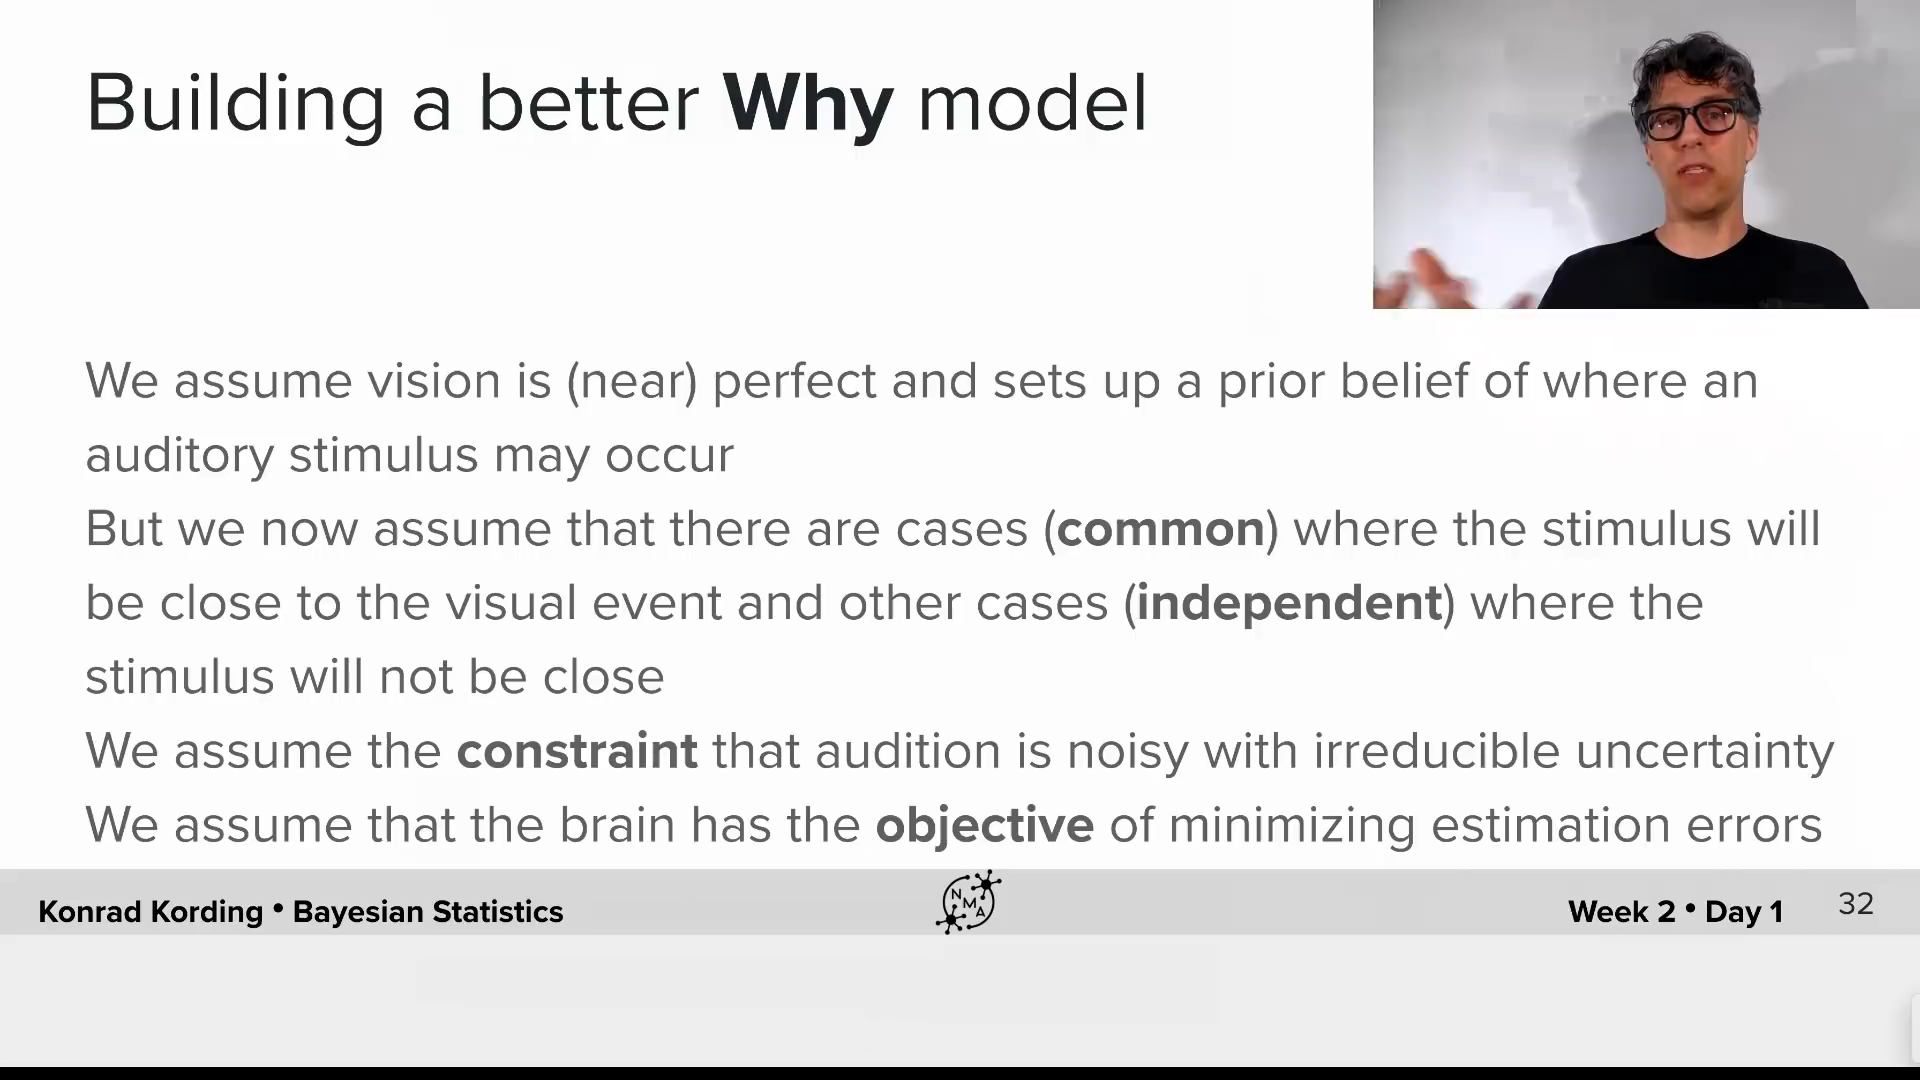 Building a better Why model
We assume vision is (near) perfect and sets up a prior belief of where an
auditory stimulus may occur
But we now assume that there are cases (common) where the stimulus will
be close to the visual event and other cases (independent) where the
stimulus will not be close
We assume the constraint that audition is noisy with irreducible uncertainty
We assume that the brain has the objective of minimizing estimation errors
Konrad Kording • Bayesian Statistics
NMA
Week 2 • Day 1
32